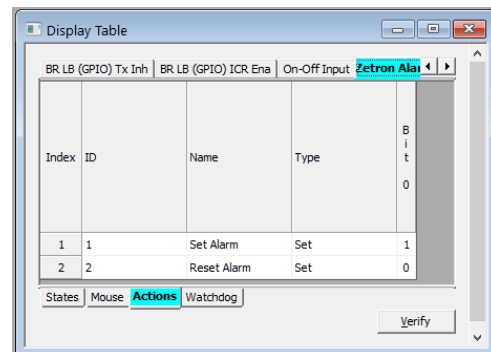 Display Table
BR LB (GPIO) Tx Inh BR LB (GPIO) ICR Ena On-Off Input Zetron Alar
Index ID Name Type Bit 0
1 1 Set Alarm Set 1
2 2 Reset Alarm Set 0
States Mouse Actions Watchdog
Verify